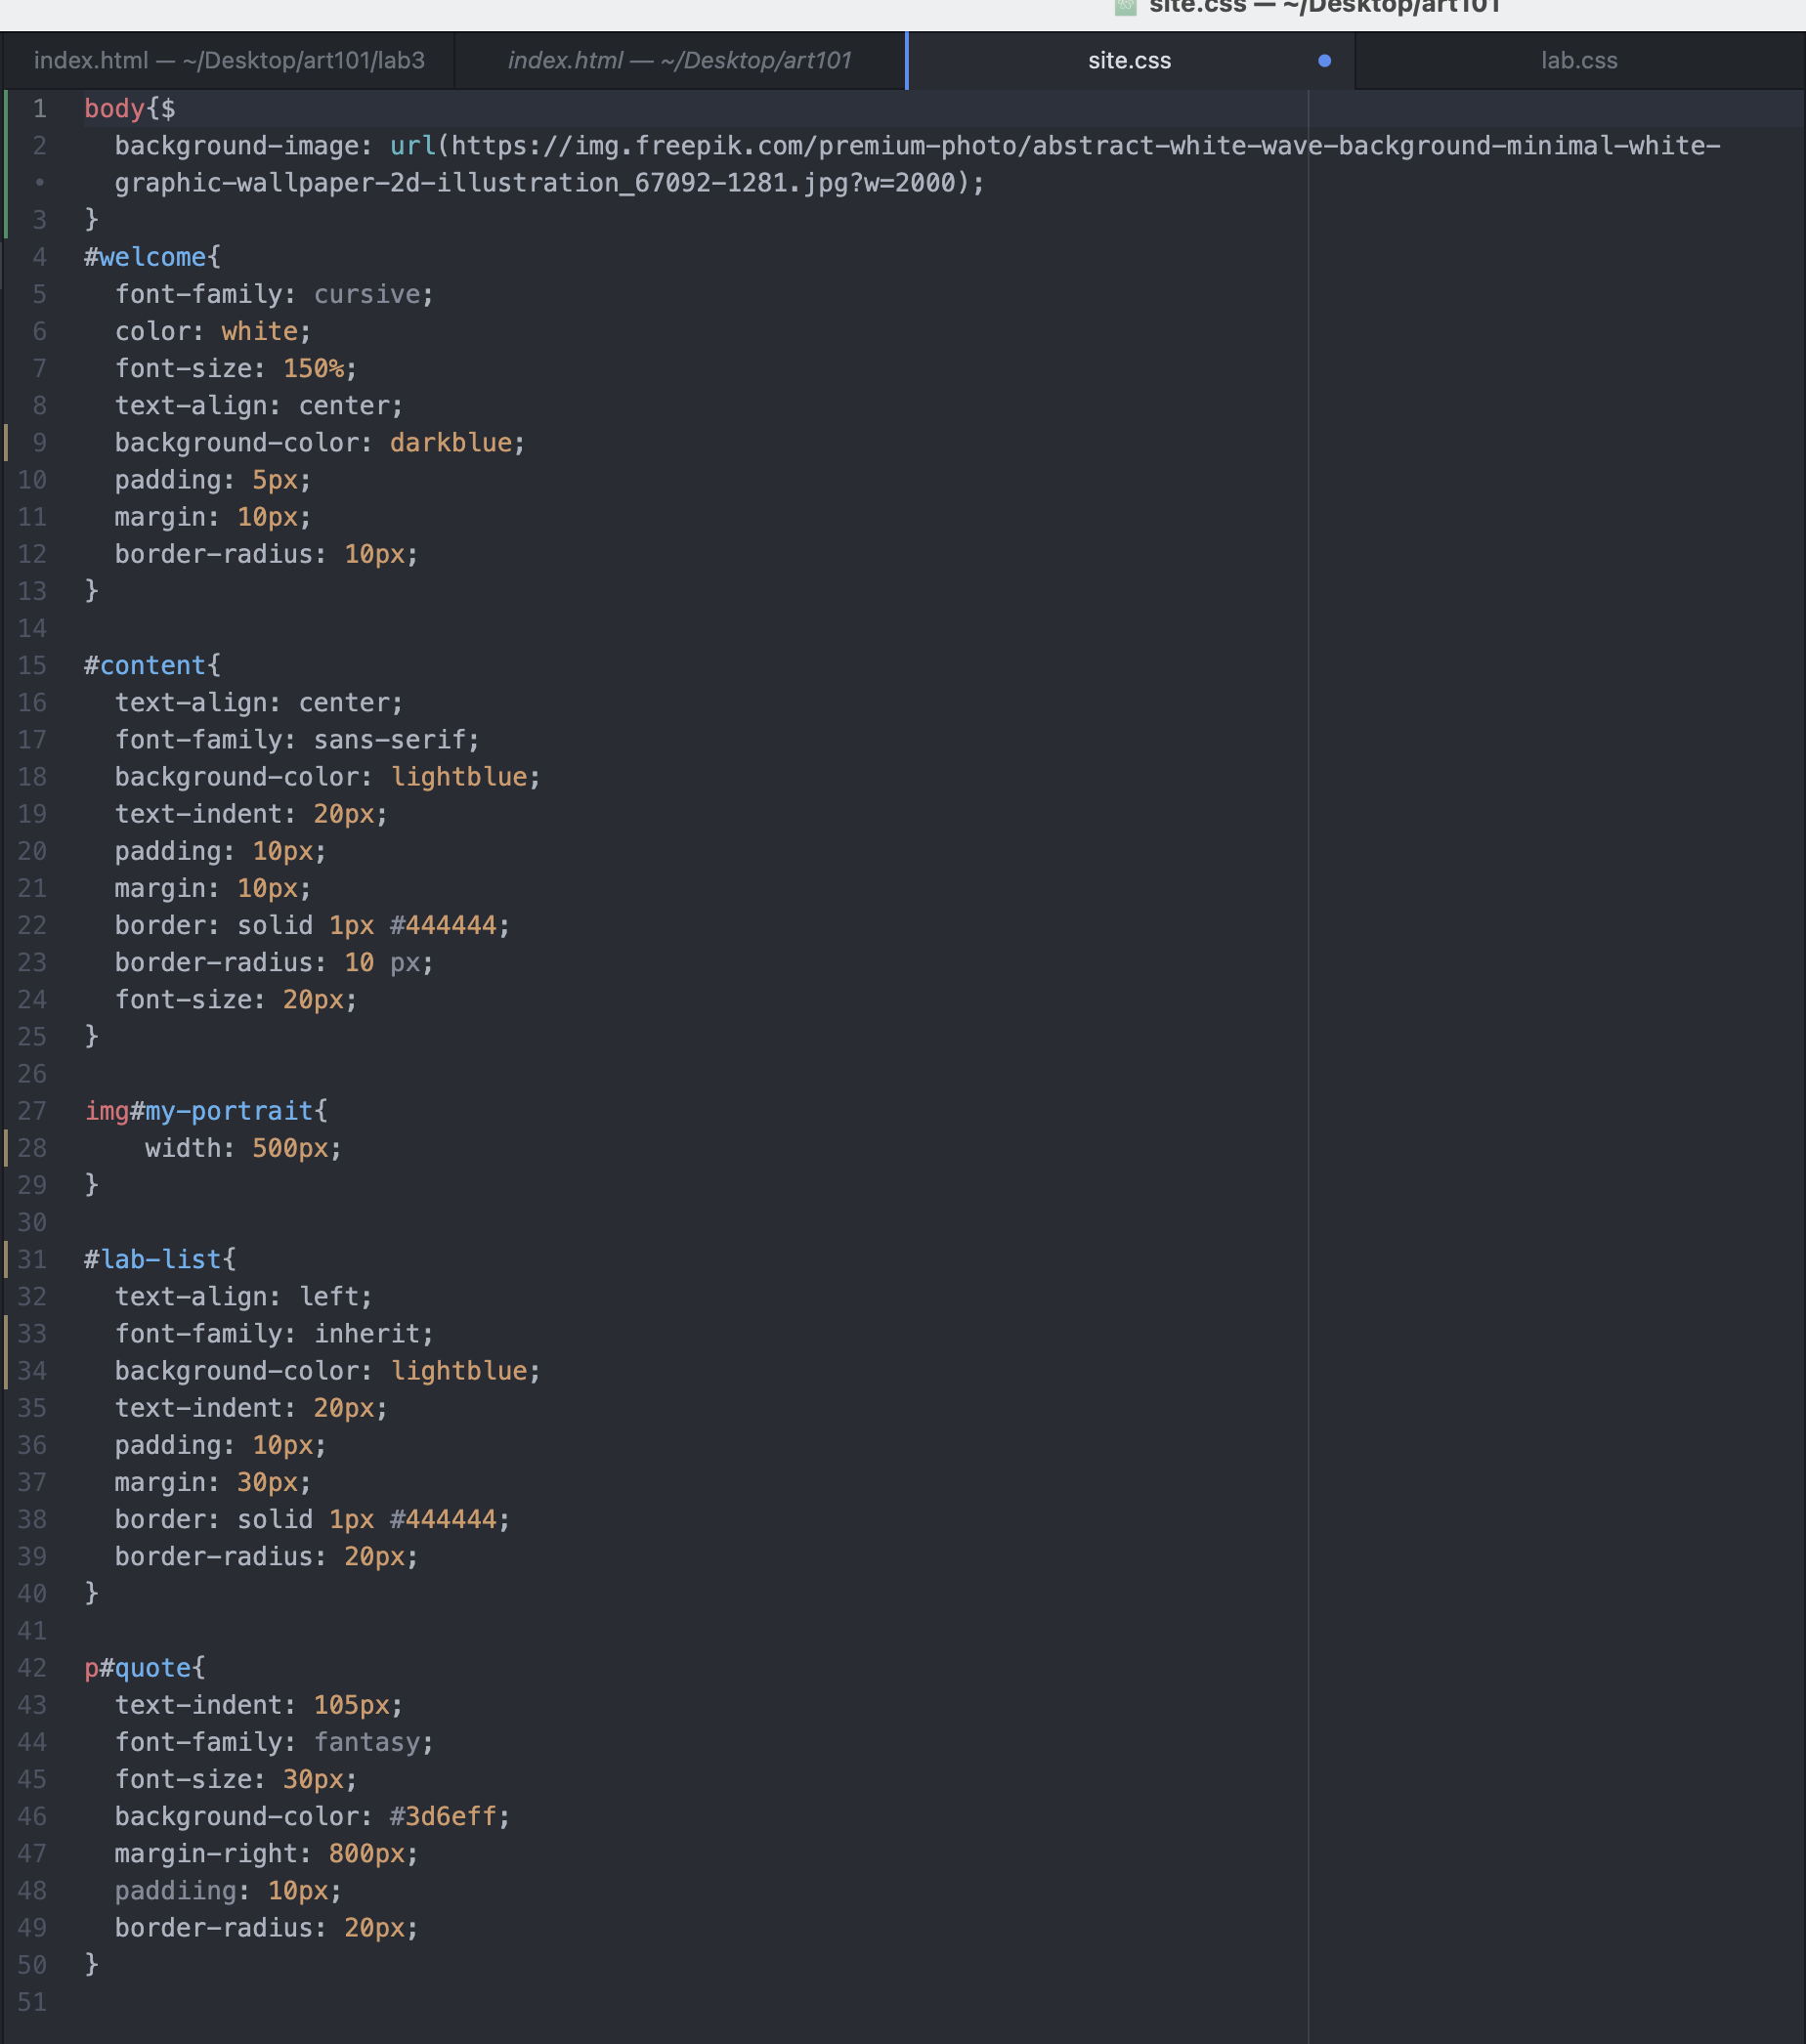 site.css — ~/Desktop/art101
index.html — ~/Desktop/art101/lab3
index.html — ~/Desktop/art101
site.css
lab.css
1 body{$
2 background-image: url(https://img.freepik.com/premium-photo/abstract-white-wave-background-minimal-white-
• graphic-wallpaper-2d-illustration_67092-1281.jpg?w=2000);
3 }
4 #welcome{
5 font-family: cursive;
6 color: white;
7 font-size: 150%;
8 text-align: center;
9 background-color: darkblue;
10 padding: 5px;
11 margin: 10px;
12 border-radius: 10px;
13 }
14
15 #content{
16 text-align: center;
17 font-family: sans-serif;
18 background-color: lightblue;
19 text-indent: 20px;
20 padding: 10px;
21 margin: 10px;
22 border: solid 1px #444444;
23 border-radius: 10 px;
24 font-size: 20px;
25 }
26
27 img#my-portrait{
28 width: 500px;
29 }
30
31 #lab-list{
32 text-align: left;
33 font-family: inherit;
34 background-color: lightblue;
35 text-indent: 20px;
36 padding: 10px;
37 margin: 30px;
38 border: solid 1px #444444;
39 border-radius: 20px;
40 }
41
42 p#quote{
43 text-indent: 105px;
44 font-family: fantasy;
45 font-size: 30px;
46 background-color: #3d6eff;
47 margin-right: 800px;
48 paddiing: 10px;
49 border-radius: 20px;
50 }
51